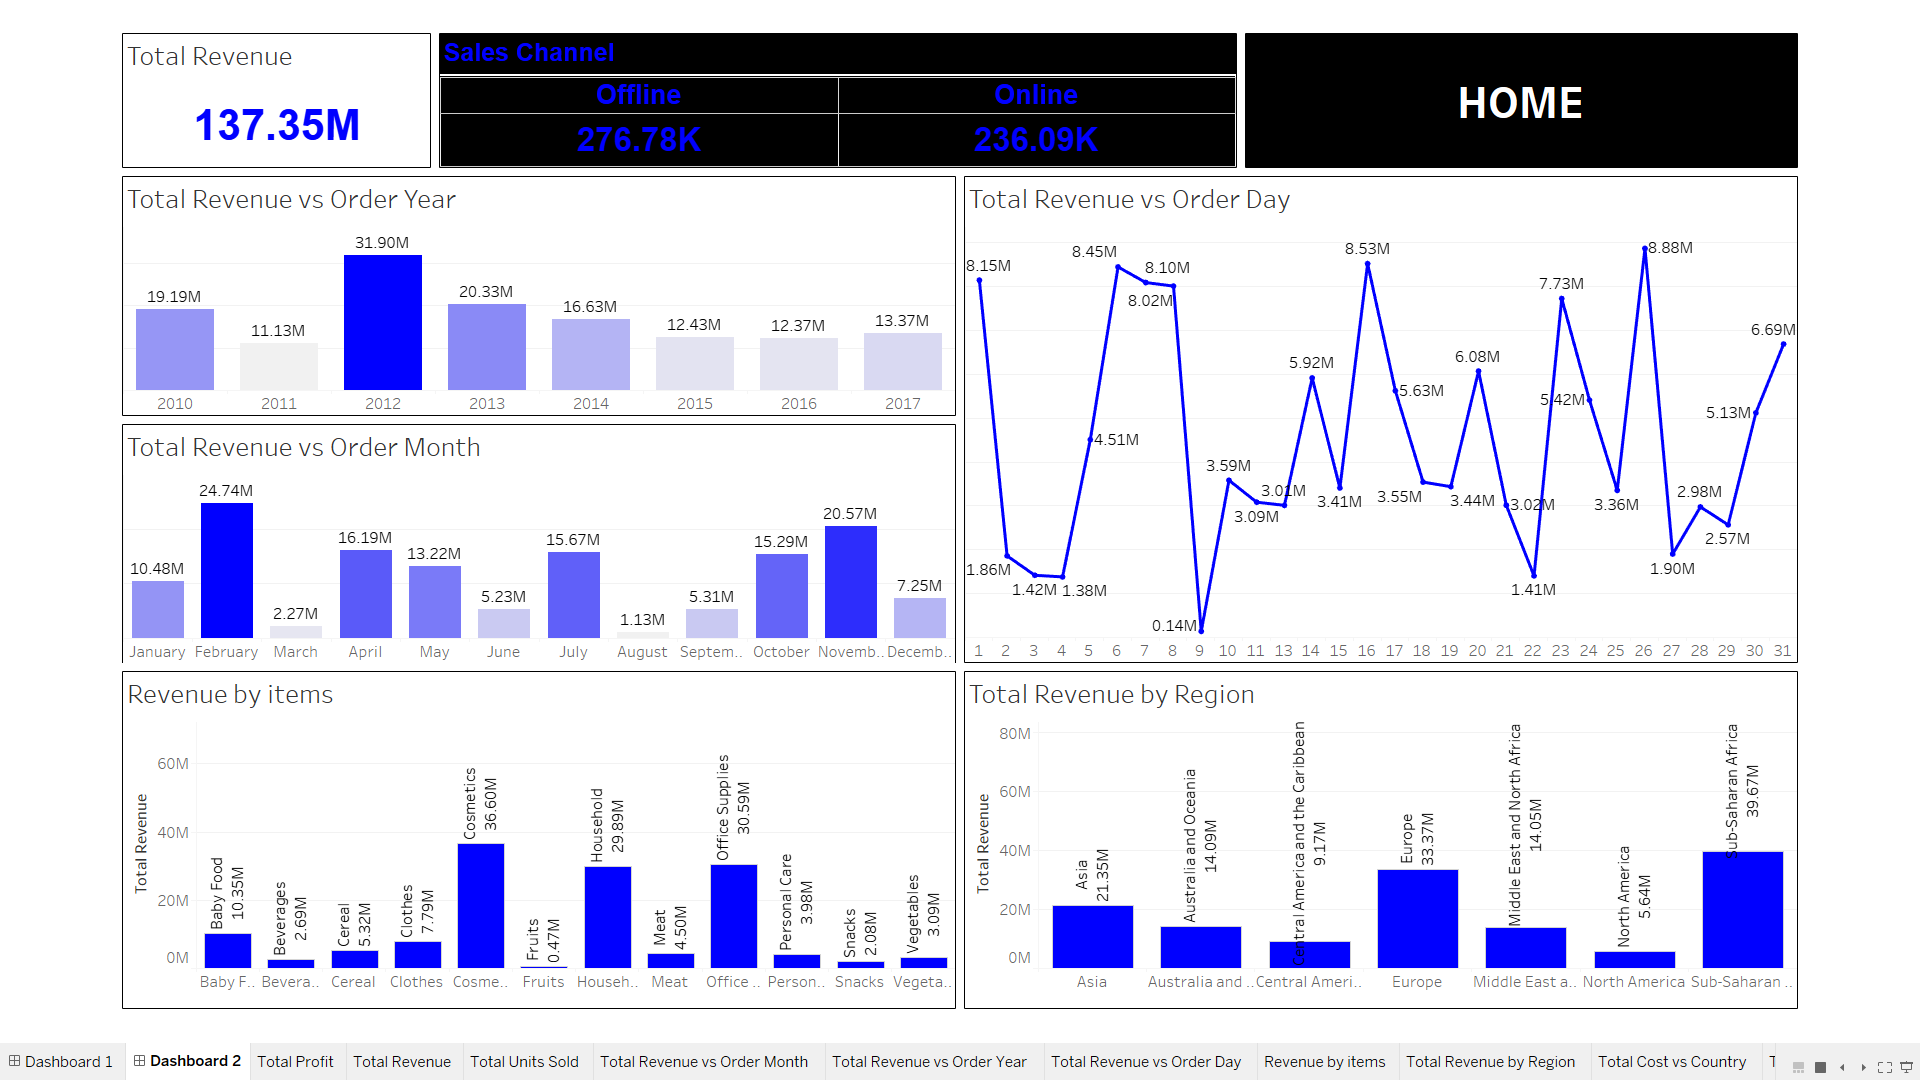 Total Revenue
137.35M
Sales Channel
Offline Online
276.78K 236.09K
HOME
Total Revenue vs Order Year
31.90M
19.19M 11.13M 20.33M 16.63M 12.43M 12.37M 13.37M
2010 2011 2012 2013 2014 2015 2016 2017
Total Revenue vs Order Month
10.48M 24.74M 2.27M 16.19M 13.22M 5.23M 15.67M 1.13M 5.31M 15.29M 20.57M 7.25M
January February March April May June July August Septem.. October Novemb.. Decemb..
Total Revenue vs Order Day
8.15M 1.86M 1.42M 1.38M 4.51M 8.45M 8.10M 8.02M 0.14M 3.59M 3.09M 3.01M 5.92M 3.41M 8.53M 5.63M 3.55M 3.44M 6.08M 3.02M 1.41M 7.73M 5.42M 3.36M 8.88M 1.90M 2.98M 2.57M 5.13M 6.69M
1 2 3 4 5 6 7 8 9 10 11 13 14 15 16 17 18 19 20 21 22 23 24 25 26 27 28 29 30 31
Revenue by items
Total Revenue
60M
40M
20M
0M
Baby Food 10.35M
Beverages 2.69M
Cereal 5.32M
Clothes 7.79M
Cosmetics 36.60M
Fruits 0.47M
Household 29.89M
Meat 4.50M
Office Supplies 30.59M
Personal Care 3.98M
Snacks 2.08M
Vegetables 3.09M
Baby F.. Bevera.. Cereal Clothes Cosme.. Fruits Househ.. Meat Office .. Person.. Snacks Vegeta..
Total Revenue by Region
Total Revenue
80M
60M
40M
20M
0M
Asia 21.35M
Australia and Oceania 14.09M
Central America and the Caribbean 9.17M
Europe 33.37M
Middle East and North Africa 14.05M
North America 5.64M
Sub-Saharan Africa 39.67M
Asia Australia and .. Central Ameri.. Europe Middle East a.. North America Sub-Saharan ..
Dashboard 1 Dashboard 2 Total Profit Total Revenue Total Units Sold Total Revenue vs Order Month Total Revenue vs Order Year Total Revenue vs Order Day Revenue by items Total Revenue by Region Total Cost vs Country